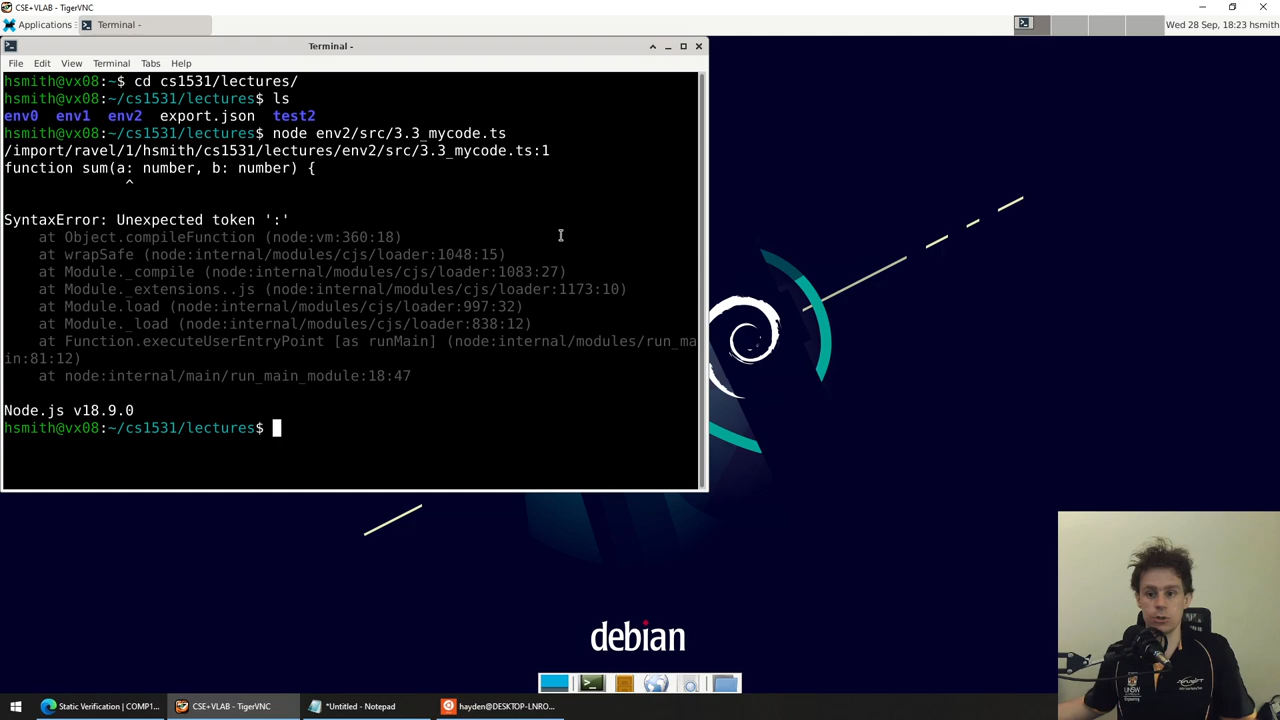 CSE+VLAB - TigerVNC
Applications
Terminal -
Wed 28 Sep, 18:23 hsmith
Terminal -
File Edit View Terminal Tabs Help
hsmith@vx08:~$ cd cs1531/lectures/
hsmith@vx08:~/cs1531/lectures$ ls
env0 env1 env2 export.json test2
hsmith@vx08:~/cs1531/lectures$ node env2/src/3.3_mycode.ts
/import/ravel/1/hsmith/cs1531/lectures/env2/src/3.3_mycode.ts:1
function sum(a: number, b: number) {
^
SyntaxError: Unexpected token ':'
at Object.compileFunction (node:vm:360:18)
at wrapSafe (node:internal/modules/cjs/loader:1048:15)
at Module._compile (node:internal/modules/cjs/loader:1083:27)
at Module._extensions..js (node:internal/modules/cjs/loader:1173:10)
at Module.load (node:internal/modules/cjs/loader:997:32)
at Module._load (node:internal/modules/cjs/loader:838:12)
at Function.executeUserEntryPoint [as runMain] (node:internal/modules/run_ma
in:81:12)
at node:internal/main/run_main_module:18:47
Node.js v18.9.0
hsmith@vx08:~/cs1531/lectures$
debian
UNSW
Static Verification | COMP1...
CSE+VLAB - TigerVNC
*Untitled - Notepad
hayden@DESKTOP-LNRO...